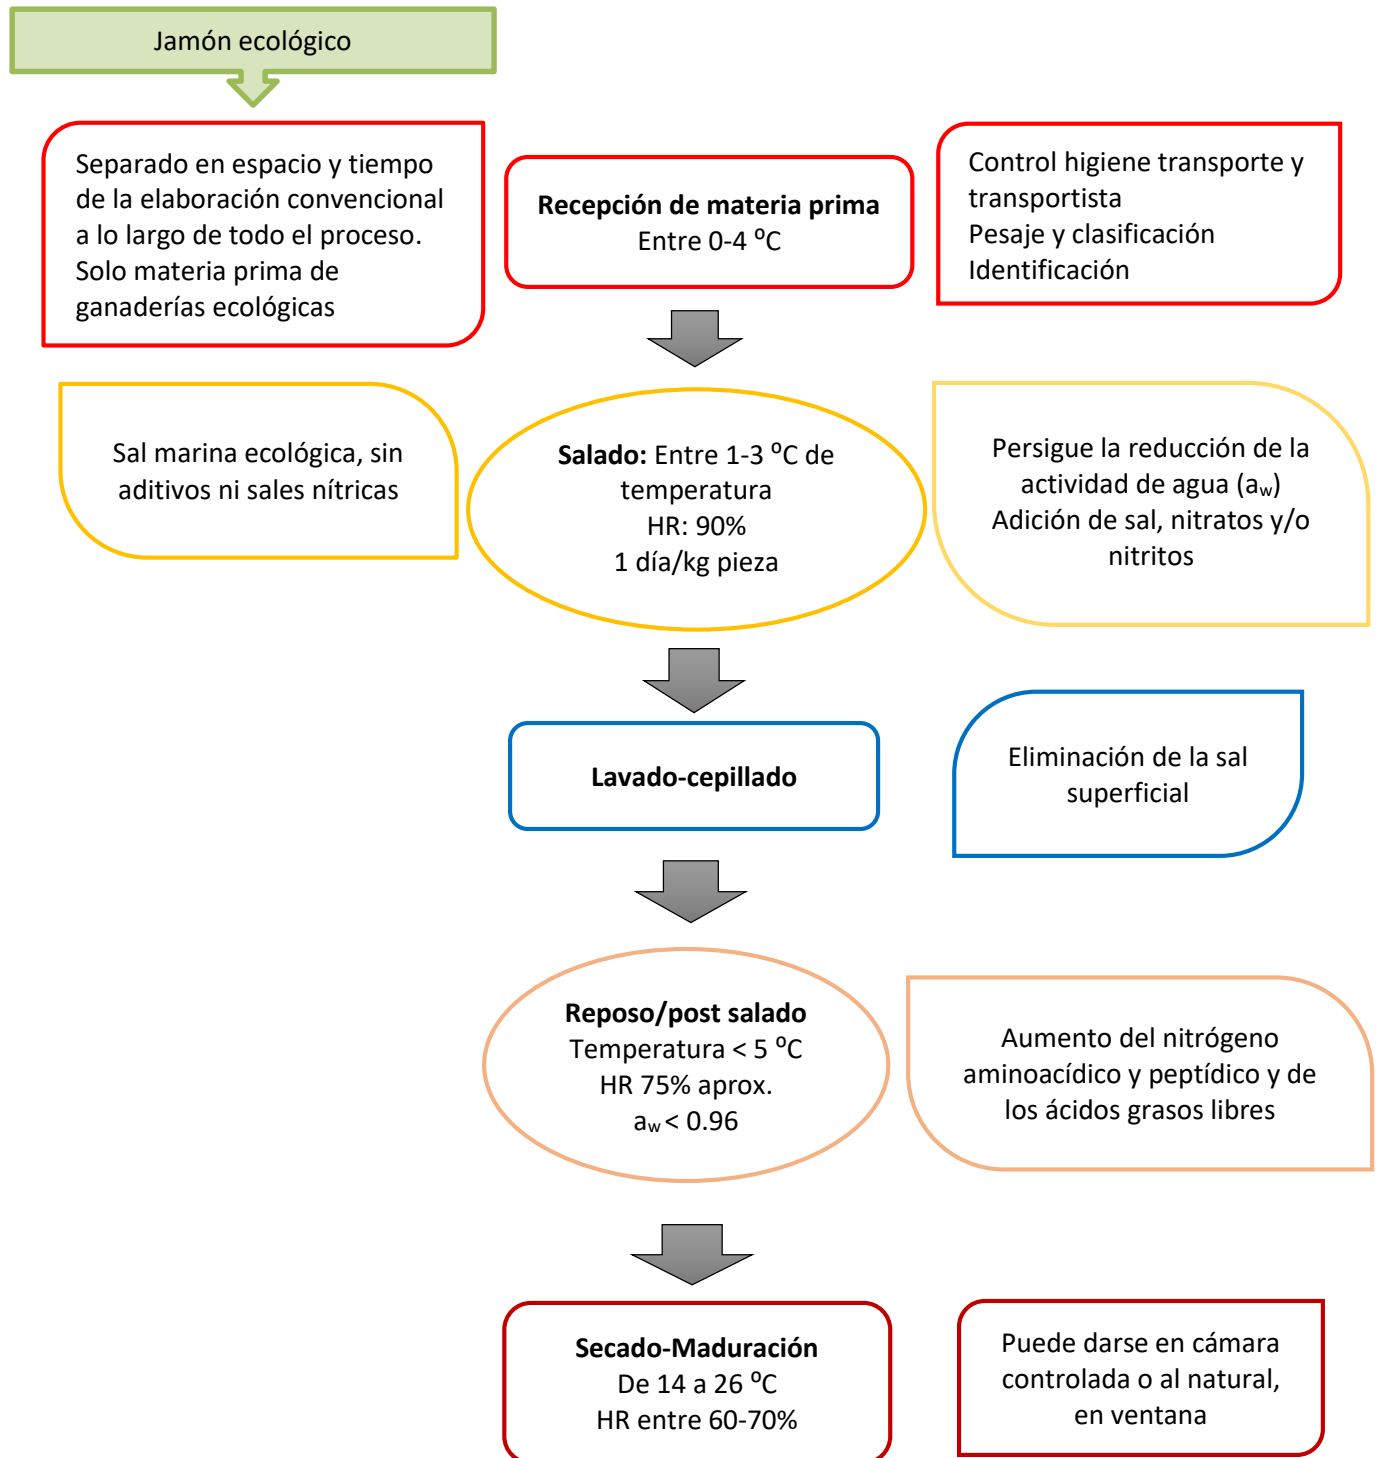 Jamón ecológico
Separado en espacio y tiempo
de la elaboración convencional
a lo largo de todo el proceso.
Solo materia prima de
ganaderías ecológicas
Recepción de materia prima
Entre 0-4 ºC
Control higiene transporte y
transportista
Pesaje y clasificación
Identificación
Sal marina ecológica, sin
aditivos ni sales nítricas
Salado: Entre 1-3 ºC de
temperatura
HR: 90%
1 día/kg pieza
Persigue la reducción de la
actividad de agua (aw)
Adición de sal, nitratos y/o
nitritos
Lavado-cepillado
Eliminación de la sal
superficial
Reposo/post salado
Temperatura < 5 ºC
HR 75% aprox.
aw < 0.96
Aumento del nitrógeno
aminoacídico y peptídico y de
los ácidos grasos libres
Secado-Maduración
De 14 a 26 ºC
HR entre 60-70%
Puede darse en cámara
controlada o al natural,
en ventana